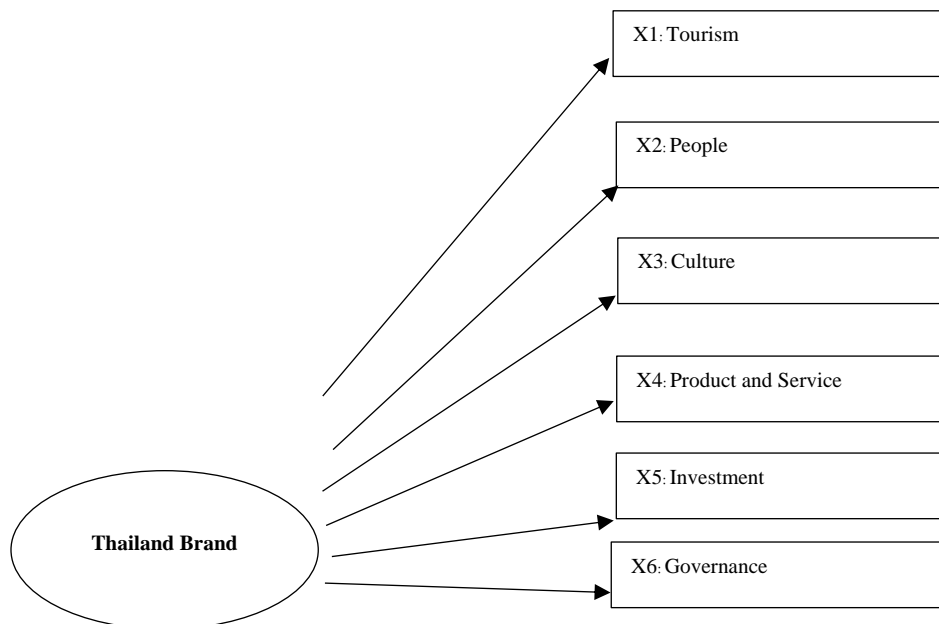 X1: Tourism
X2: People
X3: Culture
X4: Product and Service
X5: Investment
Thailand Brand
X6: Governance